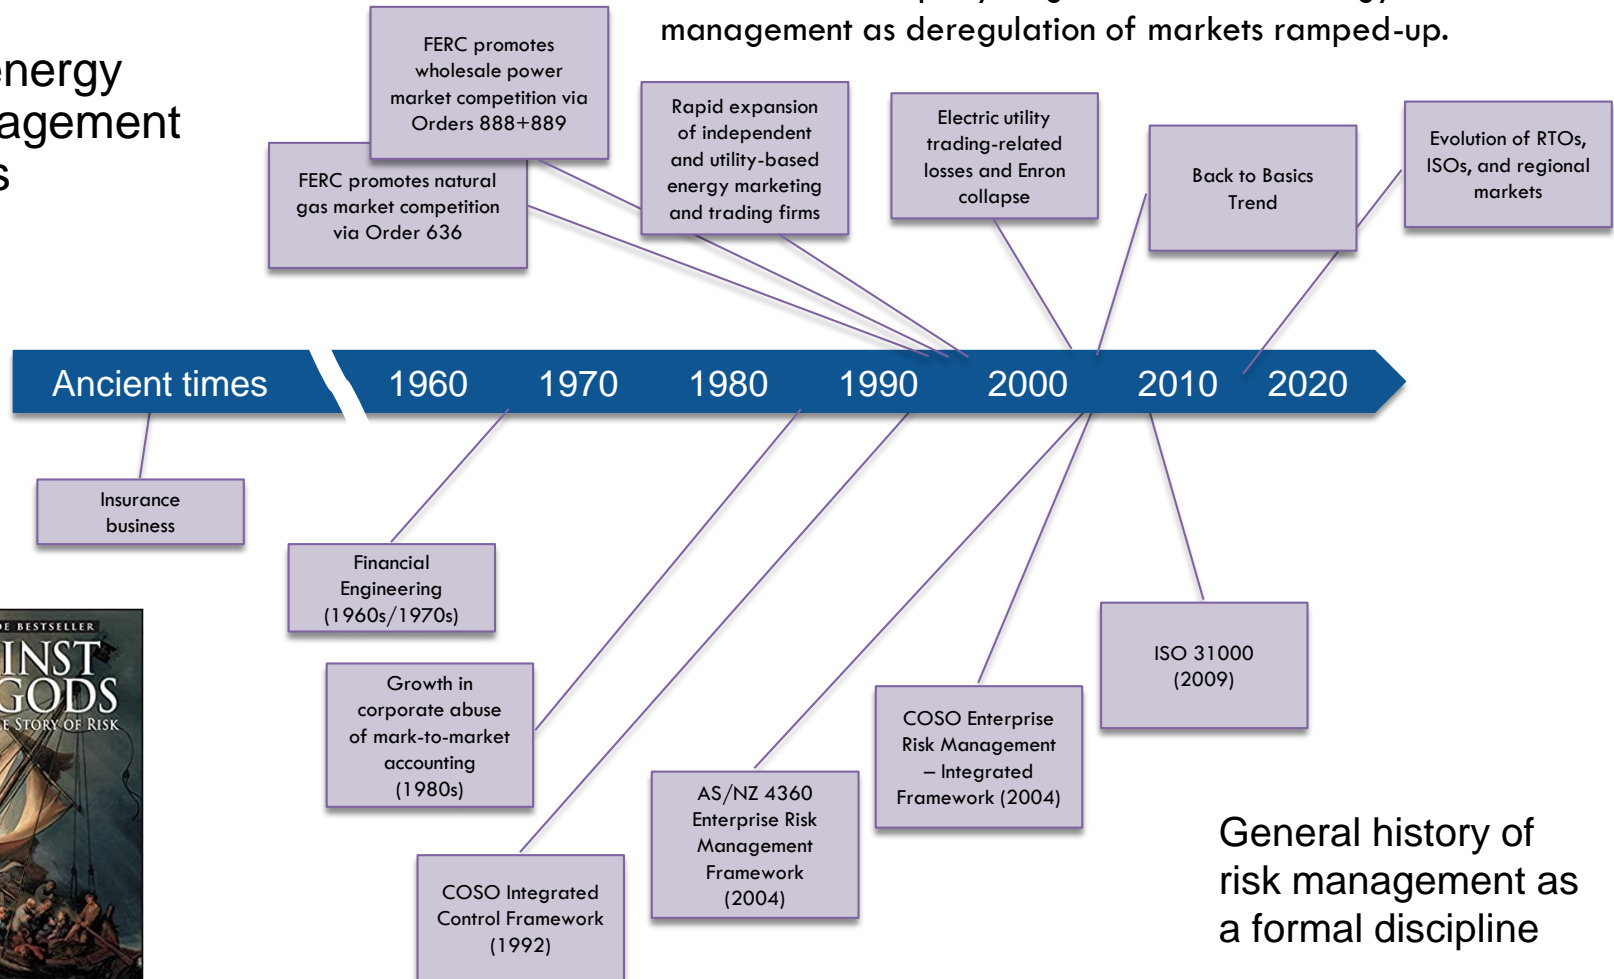 management as deregulation of markets ramped-up.
energy
agement
s
FERC promotes
wholesale power
market competition via
Orders 888+889
FERC promotes natural
gas market competition
via Order 636
Rapid expansion
of independent
and utility-based
energy marketing
and trading firms
Electric utility
trading-related
losses and Enron
collapse
Back to Basics
Trend
Evolution of RTOs,
ISOs, and regional
markets
Ancient times 1960 1970 1980 1990 2000 2010 2020
Insurance
business
Financial
Engineering
(1960s/1970s)
Growth in
corporate abuse
of mark-to-market
accounting
(1980s)
COSO Integrated
Control Framework
(1992)
AS/NZ 4360
Enterprise Risk
Management
Framework
(2004)
COSO Enterprise
Risk Management
– Integrated
Framework (2004)
ISO 31000
(2009)
DE BESTSELLER
INST
GODS
E STORY OF RISK
General history of
risk management as
a formal discipline